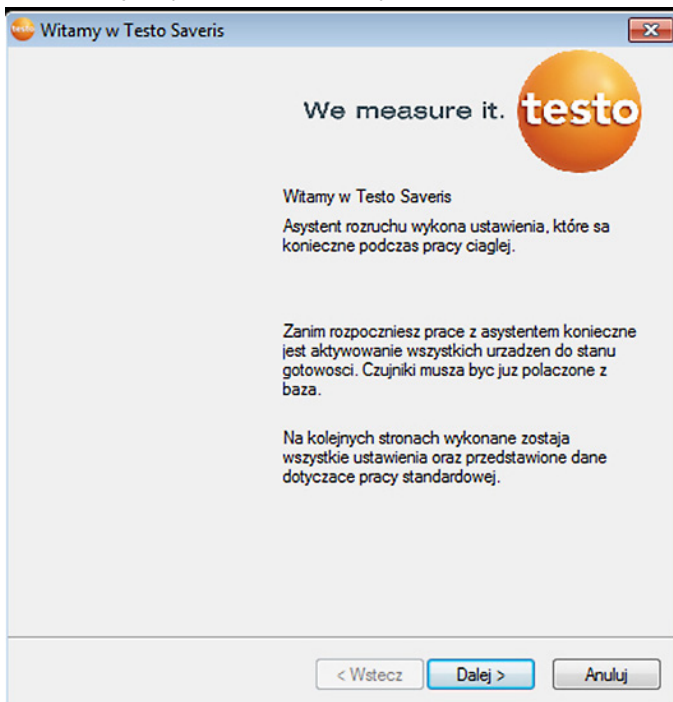 Witamy w Testo Saveris
We measure it. testo
Witamy w Testo Saveris
Asystent rozruchu wykona ustawienia, które sa
konieczne podczas pracy ciaglej.
Zanim rozpoczniesz prace z asystentem konieczne
jest aktywowanie wszystkich urzadzen do stanu
gotowosci. Czujniki musza byc juz polaczone z
baza.
Na kolejnych stronach wykonane zostaja
wszystkie ustawienia oraz przedstawione dane
dotyczace pracy standardowej.
< Wstecz Dalej > Anuluj